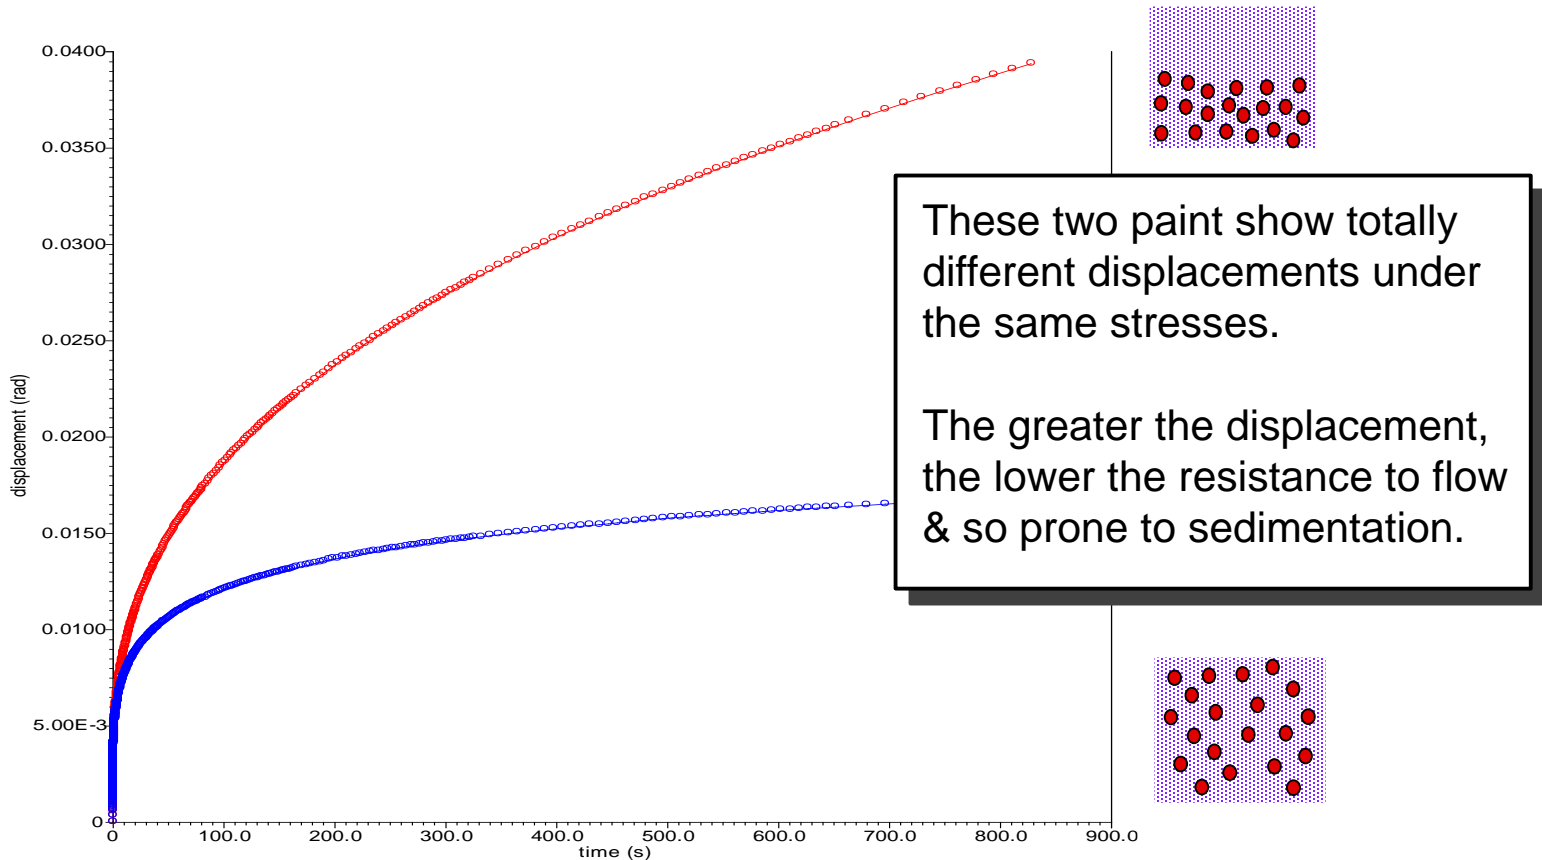 0.0400
0.0350
0.0300
0.0250
0.0200
0.0150
0.0100
5.00E-3
0
displacement (rad)
0 100.0 200.0 300.0 400.0 500.0 600.0 700.0 800.0 900.0
time (s)
These two paint show totally
different displacements under
the same stresses.
The greater the displacement,
the lower the resistance to flow
& so prone to sedimentation.